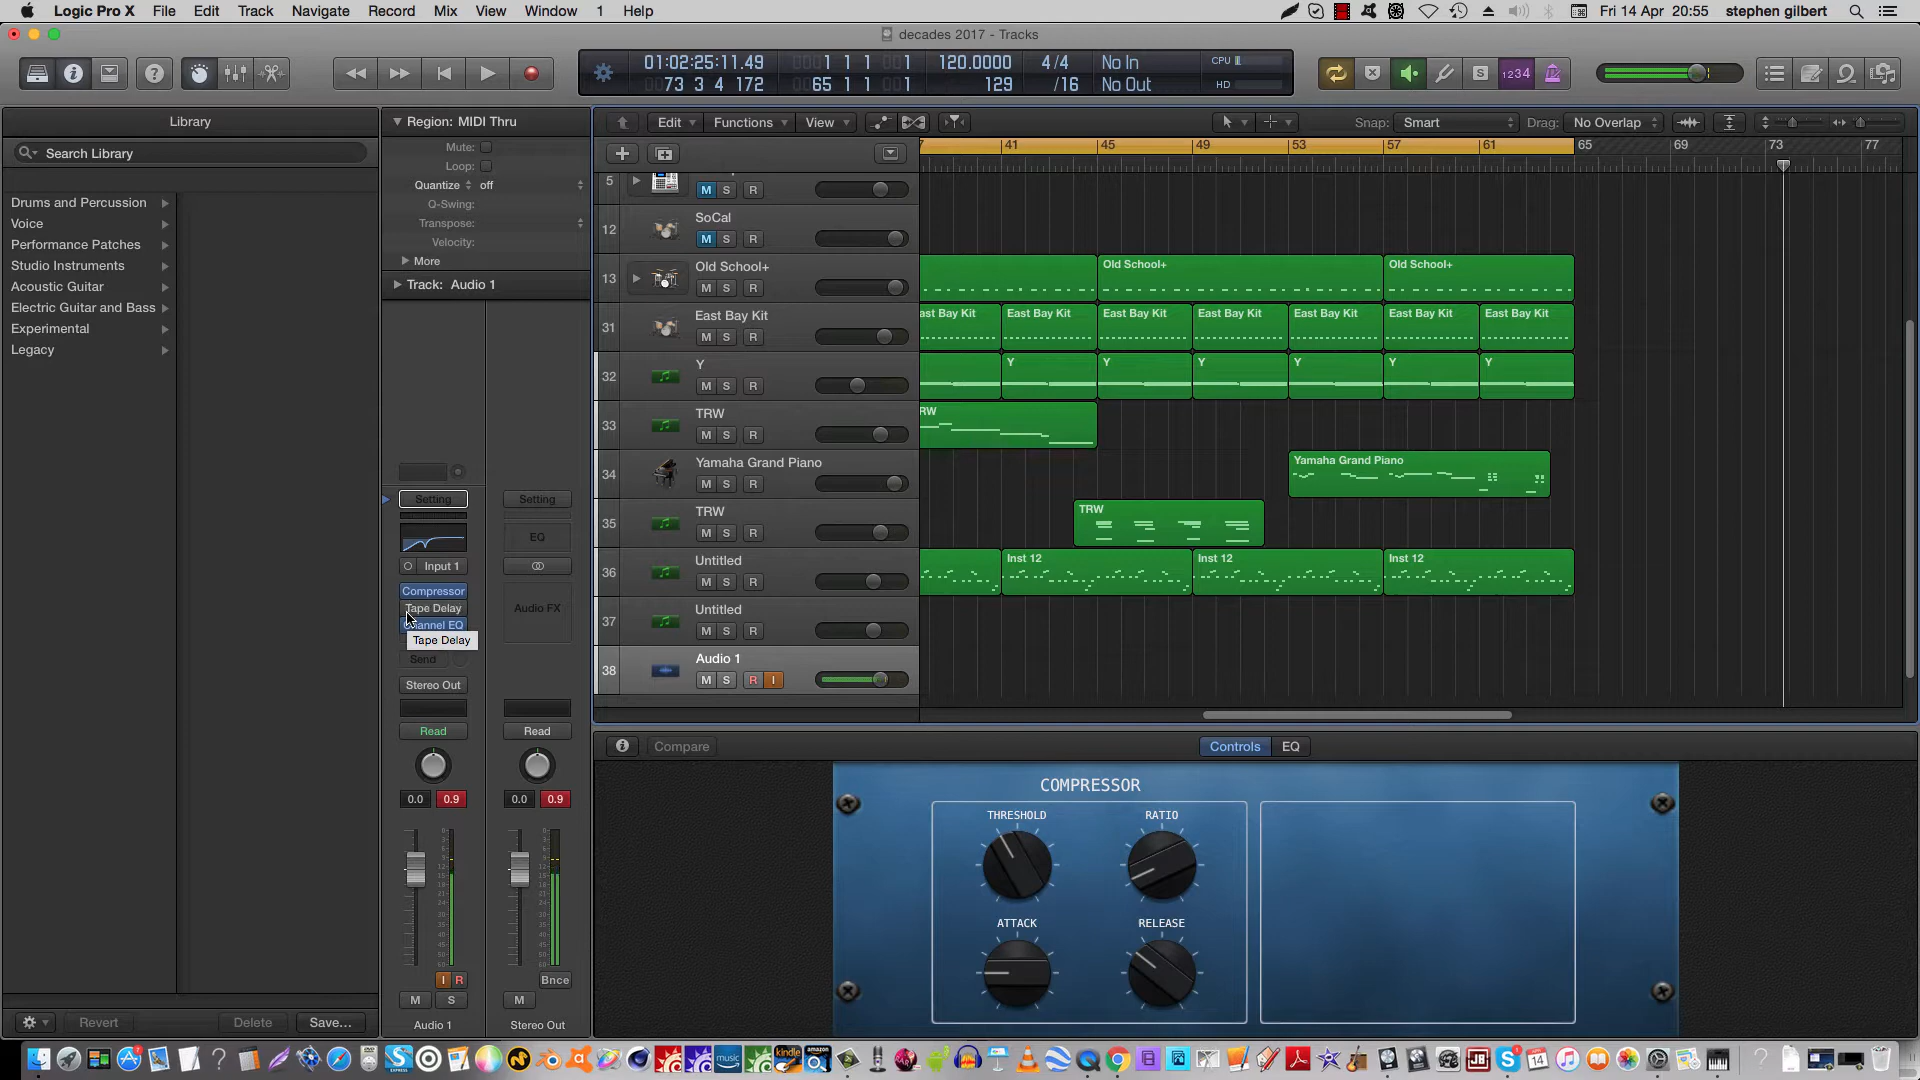 Logic Pro X File Edit Track Navigate Record Mix View Window 1 Help Fri 14 Apr 20:55 stephen gilbert
decades 2017 - Tracks
01:02:25:11.49 1 1 1 1 120.0000 4/4 No In CPU
73 3 4 172 65 1 1 1 129 /16 No Out HD
S 1234
Library
Search Library
Drums and Percussion
Voice
Performance Patches
Studio Instruments
Acoustic Guitar
Electric Guitar and Bass
Experimental
Legacy
Revert Delete Save...
Region: MIDI Thru
Mute:
Loop:
Quantize off
Q-Swing:
Transpose:
Velocity:
More
Track: Audio 1
Setting Setting
EQ
Input 1
Compressor
Tape Delay Audio FX
Channel EQ
Tape Delay
Send
Stereo Out
Read Read
0.0 0.9 0.0 0.9
I R Bnce
M S M
Audio 1 Stereo Out
Edit Functions View Snap: Smart Drag: No Overlap
41 45 49 53 57 61 65 69 73 77
5 M S R
12 SoCal
M S R
13 Old School+ Old School+ Old School+
M S R
31 East Bay Kit ast Bay Kit East Bay Kit East Bay Kit East Bay Kit East Bay Kit East Bay Kit East Bay Kit
M S R
32 Y Y Y Y Y Y Y
M S R
33 TRW RW
M S R
34 Yamaha Grand Piano Yamaha Grand Piano
M S R
35 TRW TRW
M S R
36 Untitled Inst 12 Inst 12 Inst 12
M S R
37 Untitled
M S R
38 Audio 1
M S R I
Compare Controls EQ
COMPRESSOR
THRESHOLD RATIO
ATTACK RELEASE